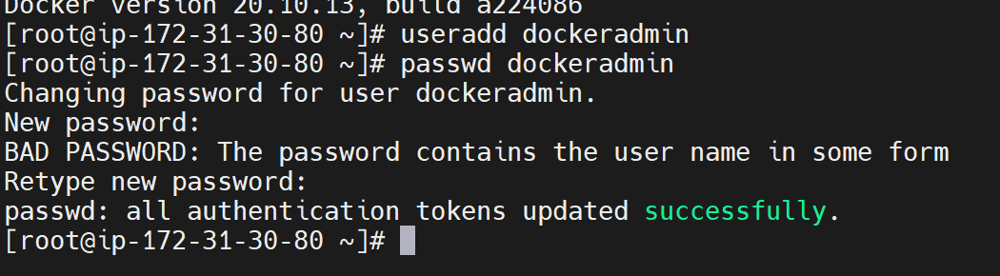 Docker version 20.10.13, build a224086
[root@ip-172-31-30-80 ~]# useradd dockeradmin
[root@ip-172-31-30-80 ~]# passwd dockeradmin
Changing password for user dockeradmin.
New password:
BAD PASSWORD: The password contains the user name in some form
Retype new password:
passwd: all authentication tokens updated successfully.
[root@ip-172-31-30-80 ~]#